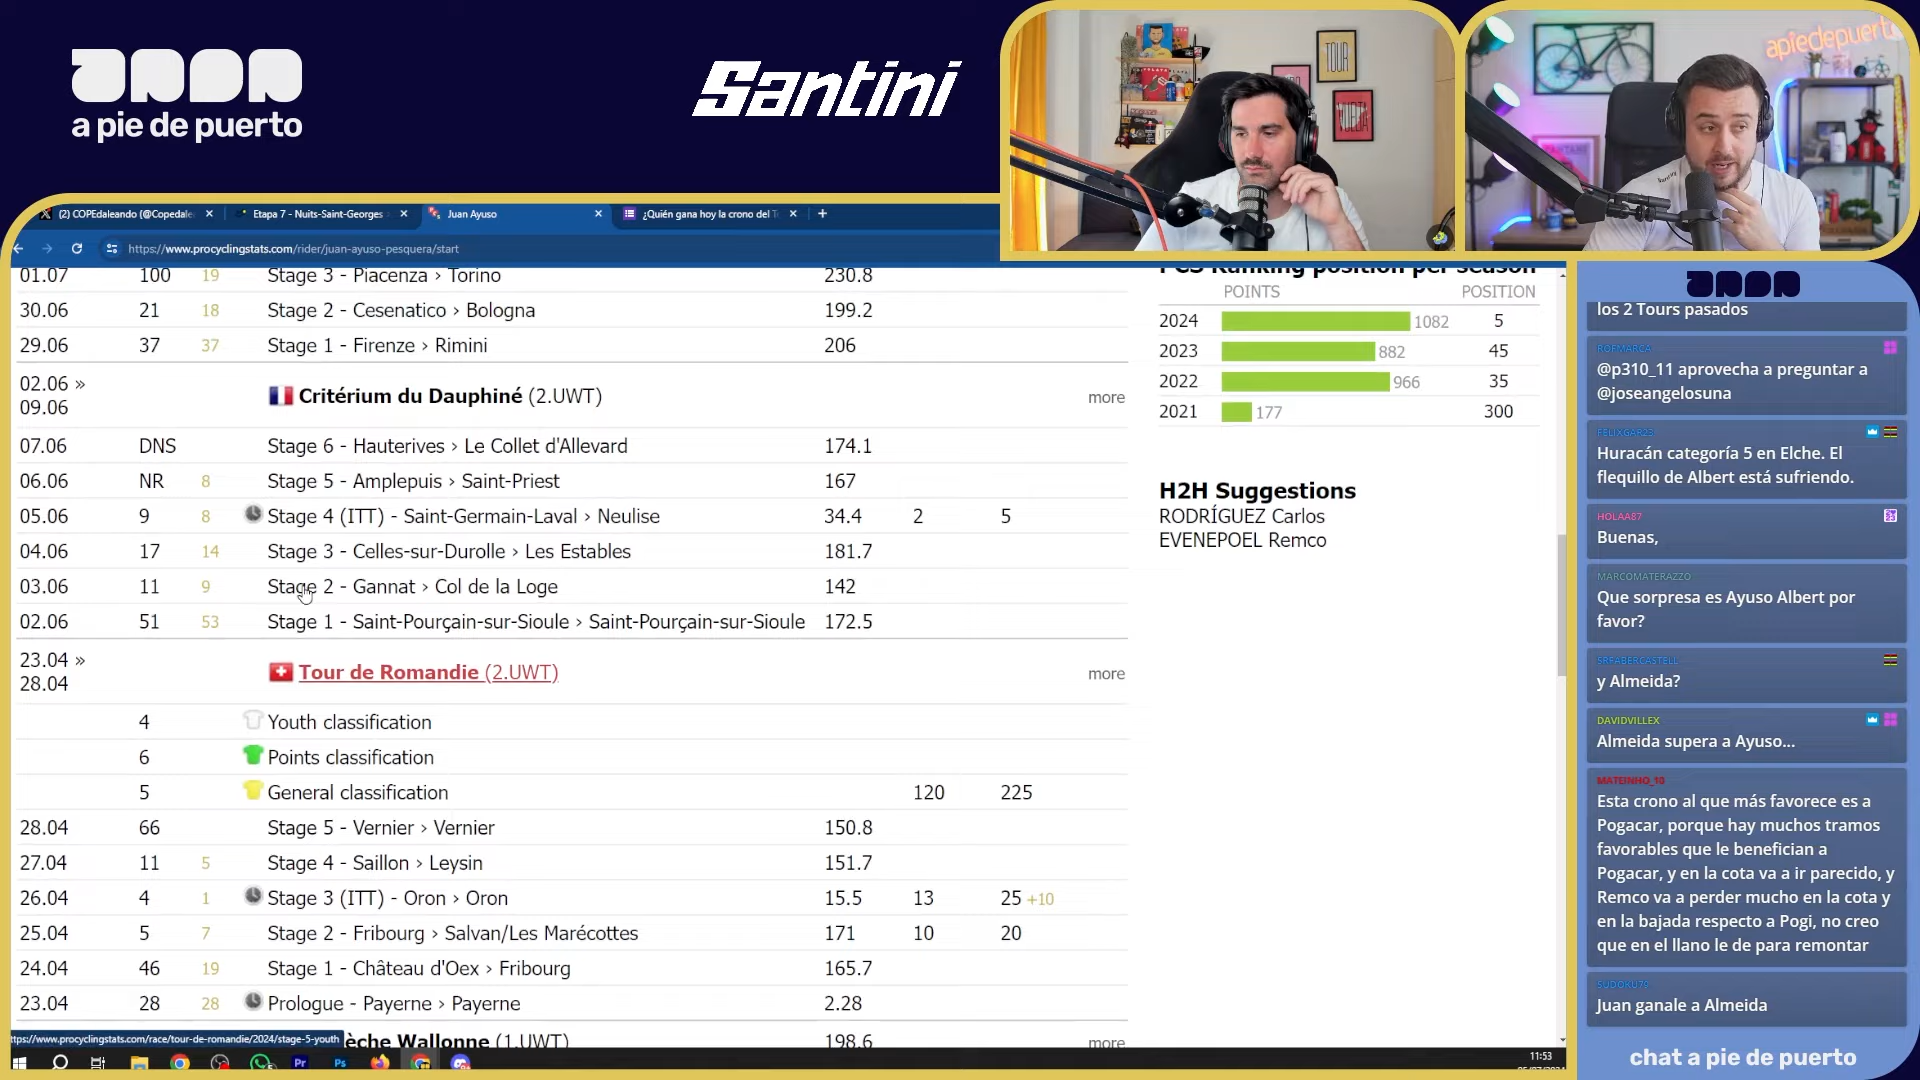 a pie de puerto
Santini
TOUR
apiedepuerto
(2) COPEdaleando (@Copedale
Etapa 7 - Nuits-Saint-Georges
Juan Ayuso
¿Quién gana hoy la crono del T
https://www.procyclingstats.com/rider/juan-ayuso-pesquera/start
01.07 100 19 Stage 3 - Piacenza › Torino 230.8
30.06 21 18 Stage 2 - Cesenatico › Bologna 199.2
29.06 37 37 Stage 1 - Firenze › Rimini 206
02.06 »
09.06
Critérium du Dauphiné (2.UWT) more
07.06 DNS Stage 6 - Hauterives › Le Collet d'Allevard 174.1
06.06 NR 8 Stage 5 - Amplepuis › Saint-Priest 167
05.06 9 8 Stage 4 (ITT) - Saint-Germain-Laval › Neulise 34.4 2 5
04.06 17 14 Stage 3 - Celles-sur-Durolle › Les Estables 181.7
03.06 11 9 Stage 2 - Gannat › Col de la Loge 142
02.06 51 53 Stage 1 - Saint-Pourçain-sur-Sioule › Saint-Pourçain-sur-Sioule 172.5
23.04 »
28.04
Tour de Romandie (2.UWT) more
4 Youth classification
6 Points classification
5 General classification 120 225
28.04 66 Stage 5 - Vernier › Vernier 150.8
27.04 11 5 Stage 4 - Saillon › Leysin 151.7
26.04 4 1 Stage 3 (ITT) - Oron › Oron 15.5 13 25 +10
25.04 5 7 Stage 2 - Fribourg › Salvan/Les Marécottes 171 10 20
24.04 46 19 Stage 1 - Château d'Oex › Fribourg 165.7
23.04 28 28 Prologue - Payerne › Payerne 2.28
èche Wallonne (1.UWT) 198.6 more
ttps://www.procyclingstats.com/race/tour-de-romandie/2024/stage-5-youth
Pr Ps
11:53
PCS Ranking position per season
POINTS POSITION
2024 1082 5
2023 882 45
2022 966 35
2021 177 300
H2H Suggestions
RODRÍGUEZ Carlos
EVENEPOEL Remco
los 2 Tours pasados
ROFMARCA
@p310_11 aprovecha a preguntar a
@joseangelosuna
Huracán categoría 5 en Elche. El
flequillo de Albert está sufriendo.
HOLAA87
Buenas,
MARCOMATERAZZO
Que sorpresa es Ayuso Albert por
favor?
SRFABERCASTELL
y Almeida?
DAVIDVILLEX
Almeida supera a Ayuso...
MATEINHO_10
Esta crono al que más favorece es a
Pogacar, porque hay muchos tramos
favorables que le benefician a
Pogacar, y en la cota va a ir parecido, y
Remco va a perder mucho en la cota y
en la bajada respecto a Pogi, no creo
que en el llano le de para remontar
SUDOKU79
Juan ganale a Almeida
chat a pie de puerto